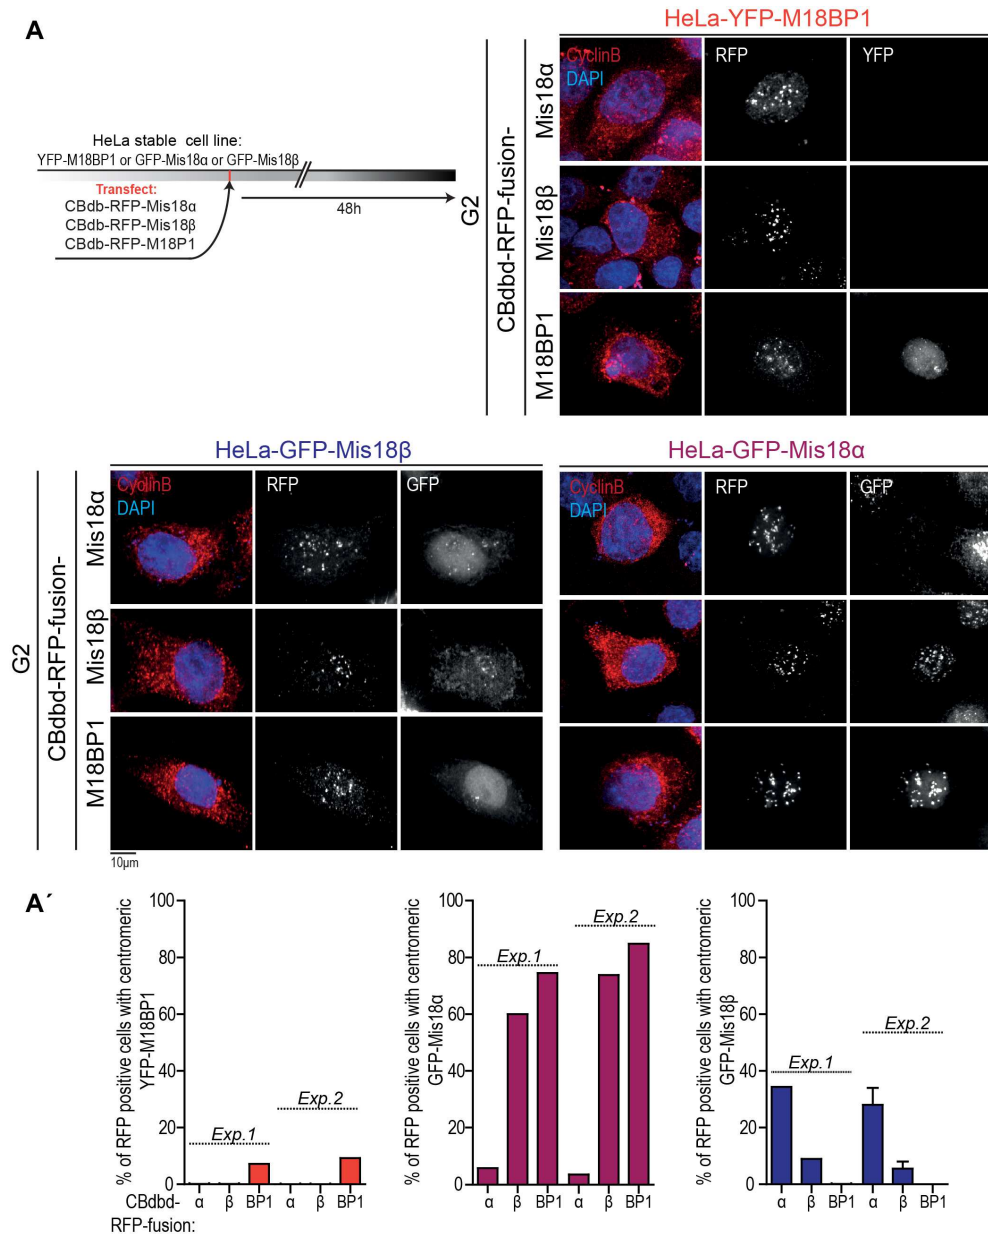 A
HeLa stable cell line:
YFP-M18BP1 or GFP-Mis18α or GFP-Mis18β
Transfect:
CBdb-RFP-Mis18α
CBdb-RFP-Mis18β
CBdb-RFP-M18P1
48h
HeLa-YFP-M18BP1
G2
CBdbd-RFP-fusion-
Mis18α
Mis18β
M18BP1
CyclinB
DAPI
RFP
YFP
HeLa-GFP-Mis18β
G2
CBdbd-RFP-fusion-
Mis18α
Mis18β
M18BP1
CyclinB
DAPI
RFP
GFP
10µm
HeLa-GFP-Mis18α
CyclinB
DAPI
RFP
GFP
A´
% of RFP positive cells with centromeric
YFP-M18BP1
100
80
60
40
20
0
Exp.1
Exp.2
α β BP1 α β BP1
CBdbd-
RFP-fusion:
% of RFP positive cells with centromeric
GFP-Mis18α
100
80
60
40
20
0
Exp.1
Exp.2
α β BP1 α β BP1
% of RFP positive cells with centromeric
GFP-Mis18β
100
80
60
40
20
0
Exp.1
Exp.2
α β BP1 α β BP1